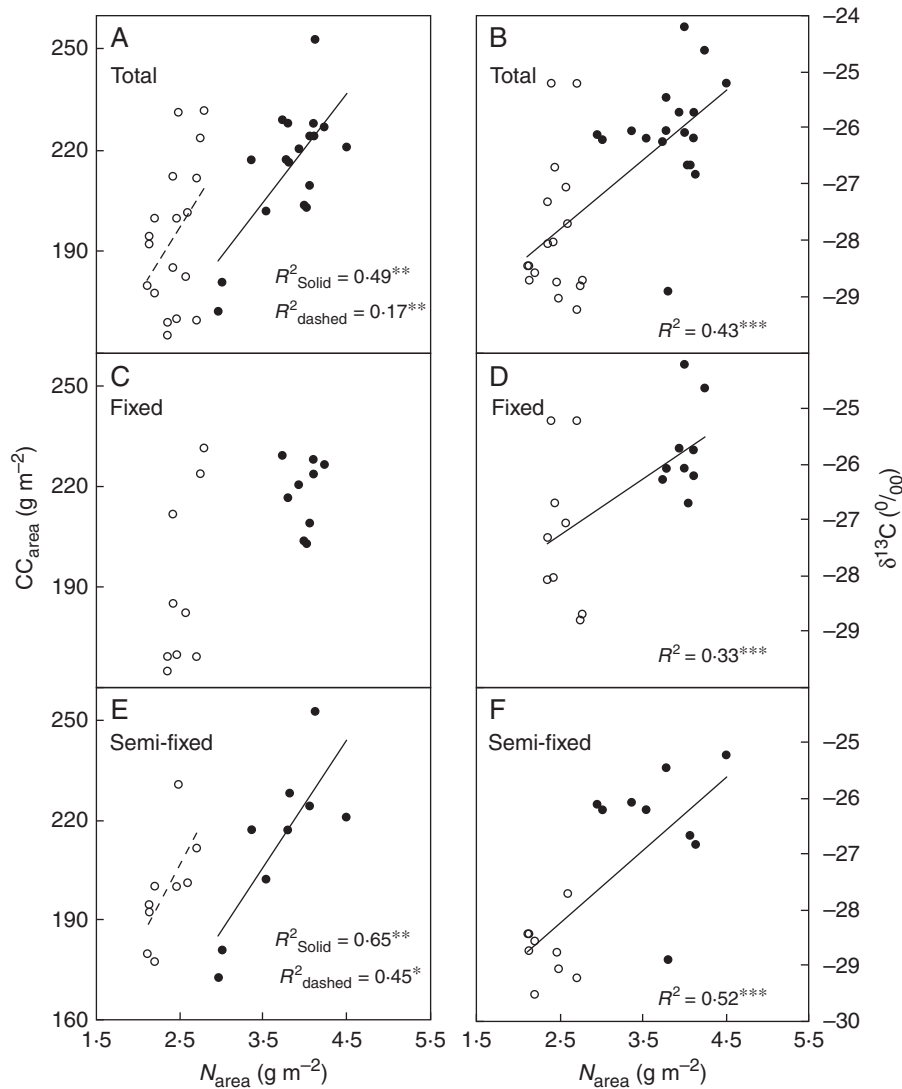 A
Total
250
220
190
R²Solid = 0·49**
R²dashed = 0·17**
B
Total
–24
–25
–26
–27
–28
–29
R² = 0·43***
C
Fixed
250
220
190
CCarea (g m–2)
D
Fixed
–25
–26
–27
–28
–29
R² = 0·33***
δ13C (0/00)
E
Semi-fixed
250
220
190
160
R²Solid = 0·65**
R²dashed = 0·45*
F
Semi-fixed
–25
–26
–27
–28
–29
–30
R² = 0·52***
1·5 2·5 3·5 4·5 5·5
1·5 2·5 3·5 4·5 5·5
Narea (g m–2)
Narea (g m–2)